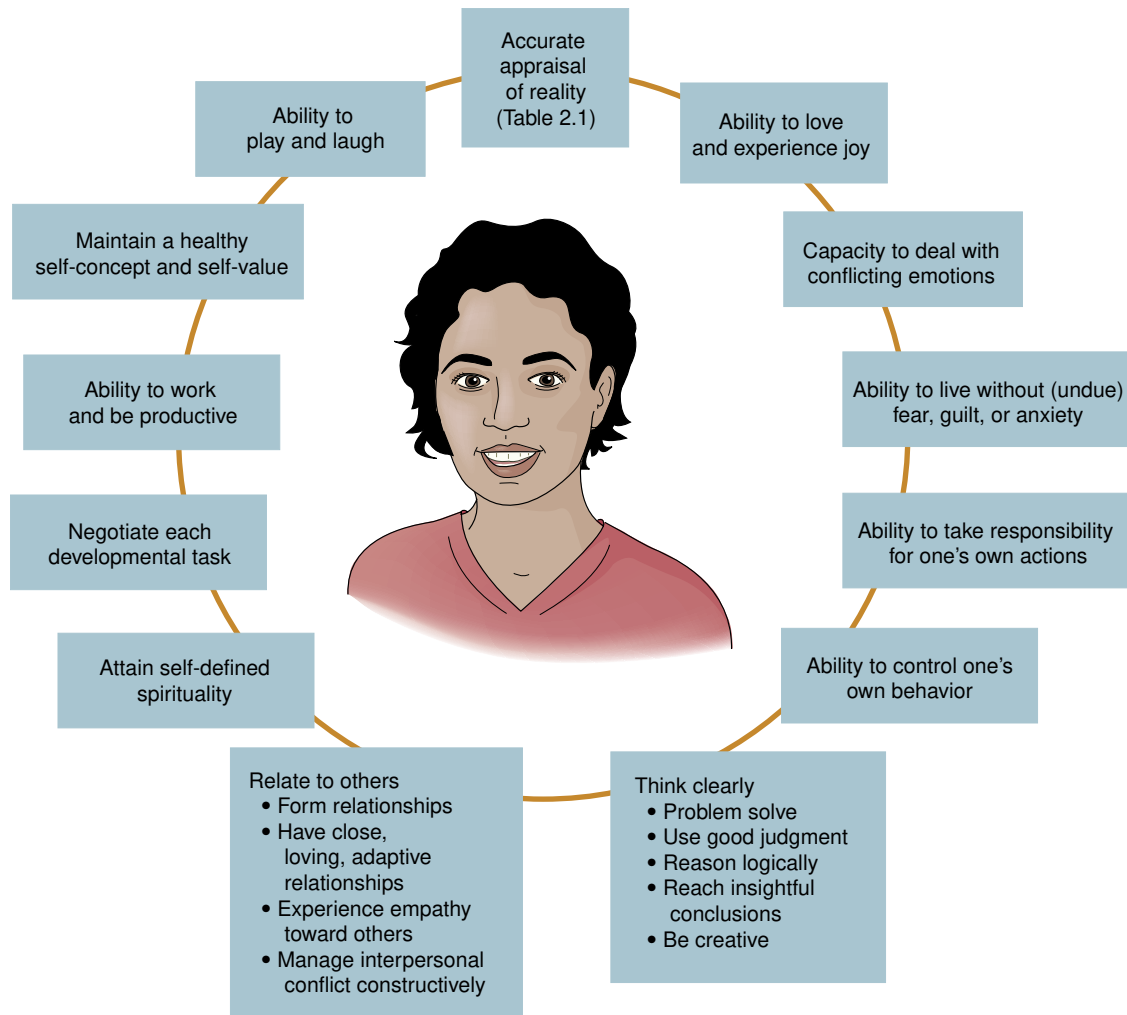 Accurate
appraisal
of reality
(Table 2.1)
Ability to love
and experience joy
Capacity to deal with
conflicting emotions
Ability to live without (undue)
fear, guilt, or anxiety
Ability to take responsibility
for one's own actions
Ability to control one's
own behavior
Think clearly
• Problem solve
• Use good judgment
• Reason logically
• Reach insightful
conclusions
• Be creative
Relate to others
• Form relationships
• Have close,
loving, adaptive
relationships
• Experience empathy
toward others
• Manage interpersonal
conflict constructively
Attain self-defined
spirituality
Negotiate each
developmental task
Ability to work
and be productive
Maintain a healthy
self-concept and self-value
Ability to
play and laugh